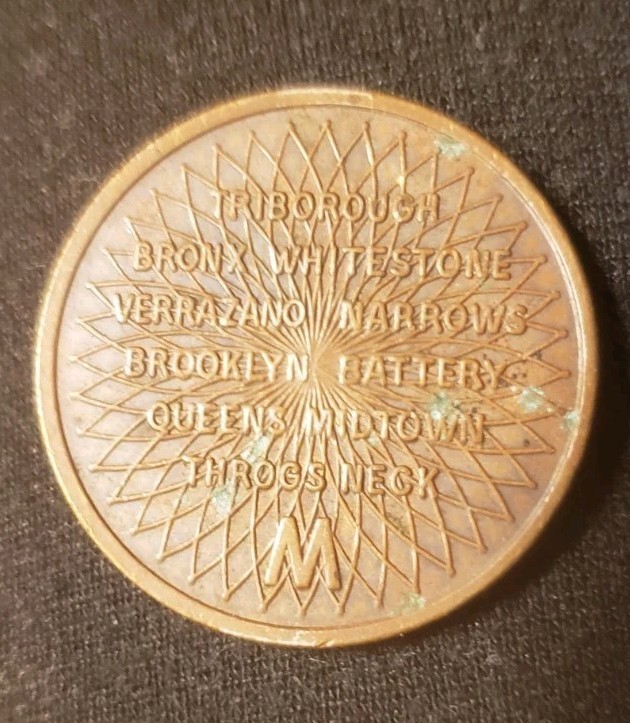 TRIBOROUGH
BRONX WHITESTONE
VERRAZANO NARROWS
BROOKLYN BATTERY
QUEENS MIDTOWN
THROGS NECK
M